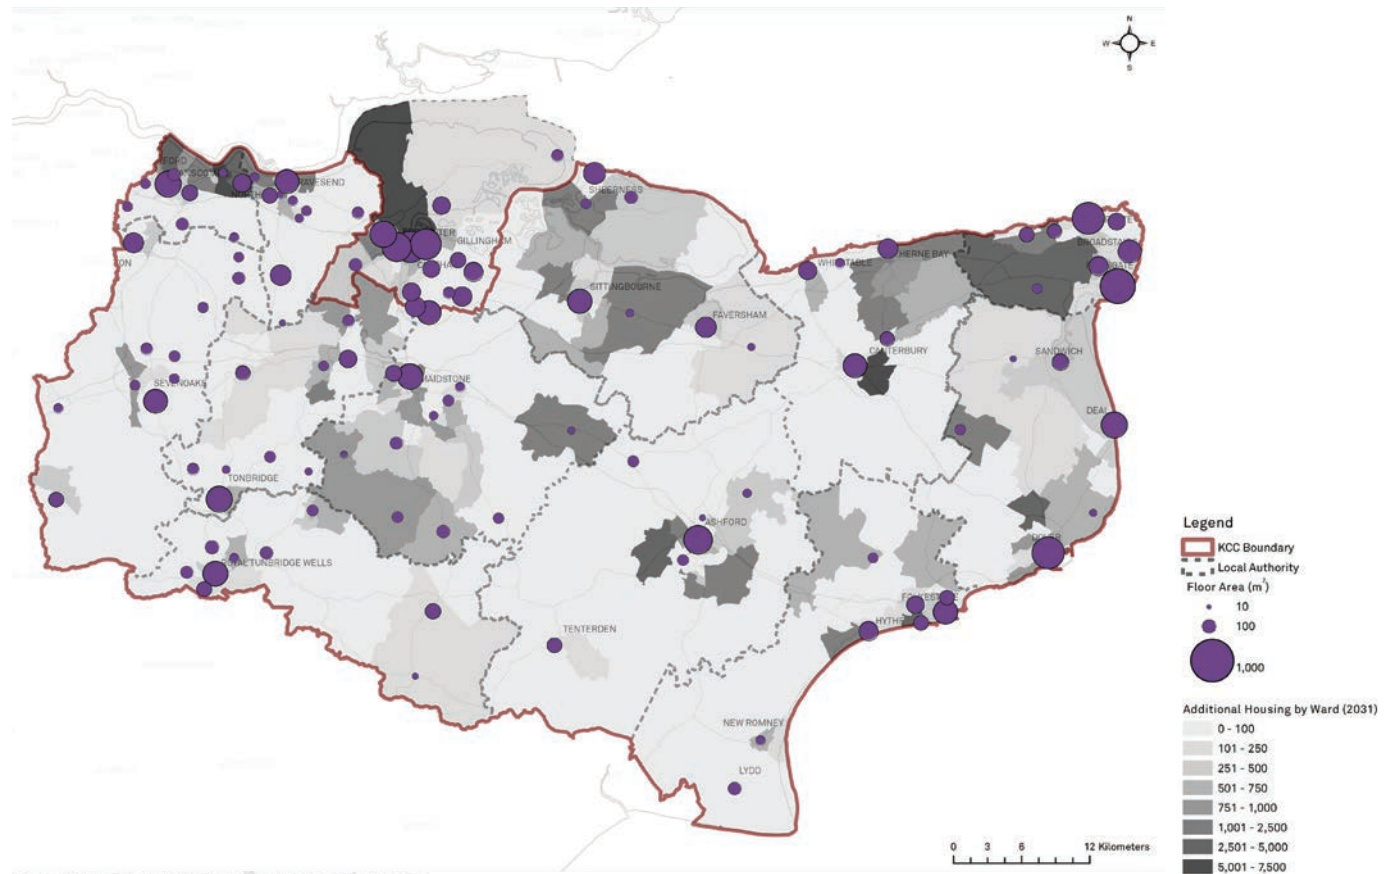 N
W E
S
SHEERNESS
GILLINGHAM
WHITSTABLE
HERNE BAY
BROADSTAIRS
SITTINGBOURNE
FAVERSHAM
CANTERBURY
SANDWICH
SEVENOAKS
MAIDSTONE
DEAL
TONBRIDGE
ASHFORD
DOVER
ROYAL TUNBRIDGE WELLS
HYTHE
TENTERDEN
NEW ROMNEY
LYDD
Legend
KCC Boundary
Local Authority
Floor Area (m²)
10
100
1,000
Additional Housing by Ward (2031)
0 - 100
101 - 250
251 - 500
501 - 750
751 - 1,000
1,001 - 2,500
2,501 - 5,000
5,001 - 7,500
0 3 6 12 Kilometers